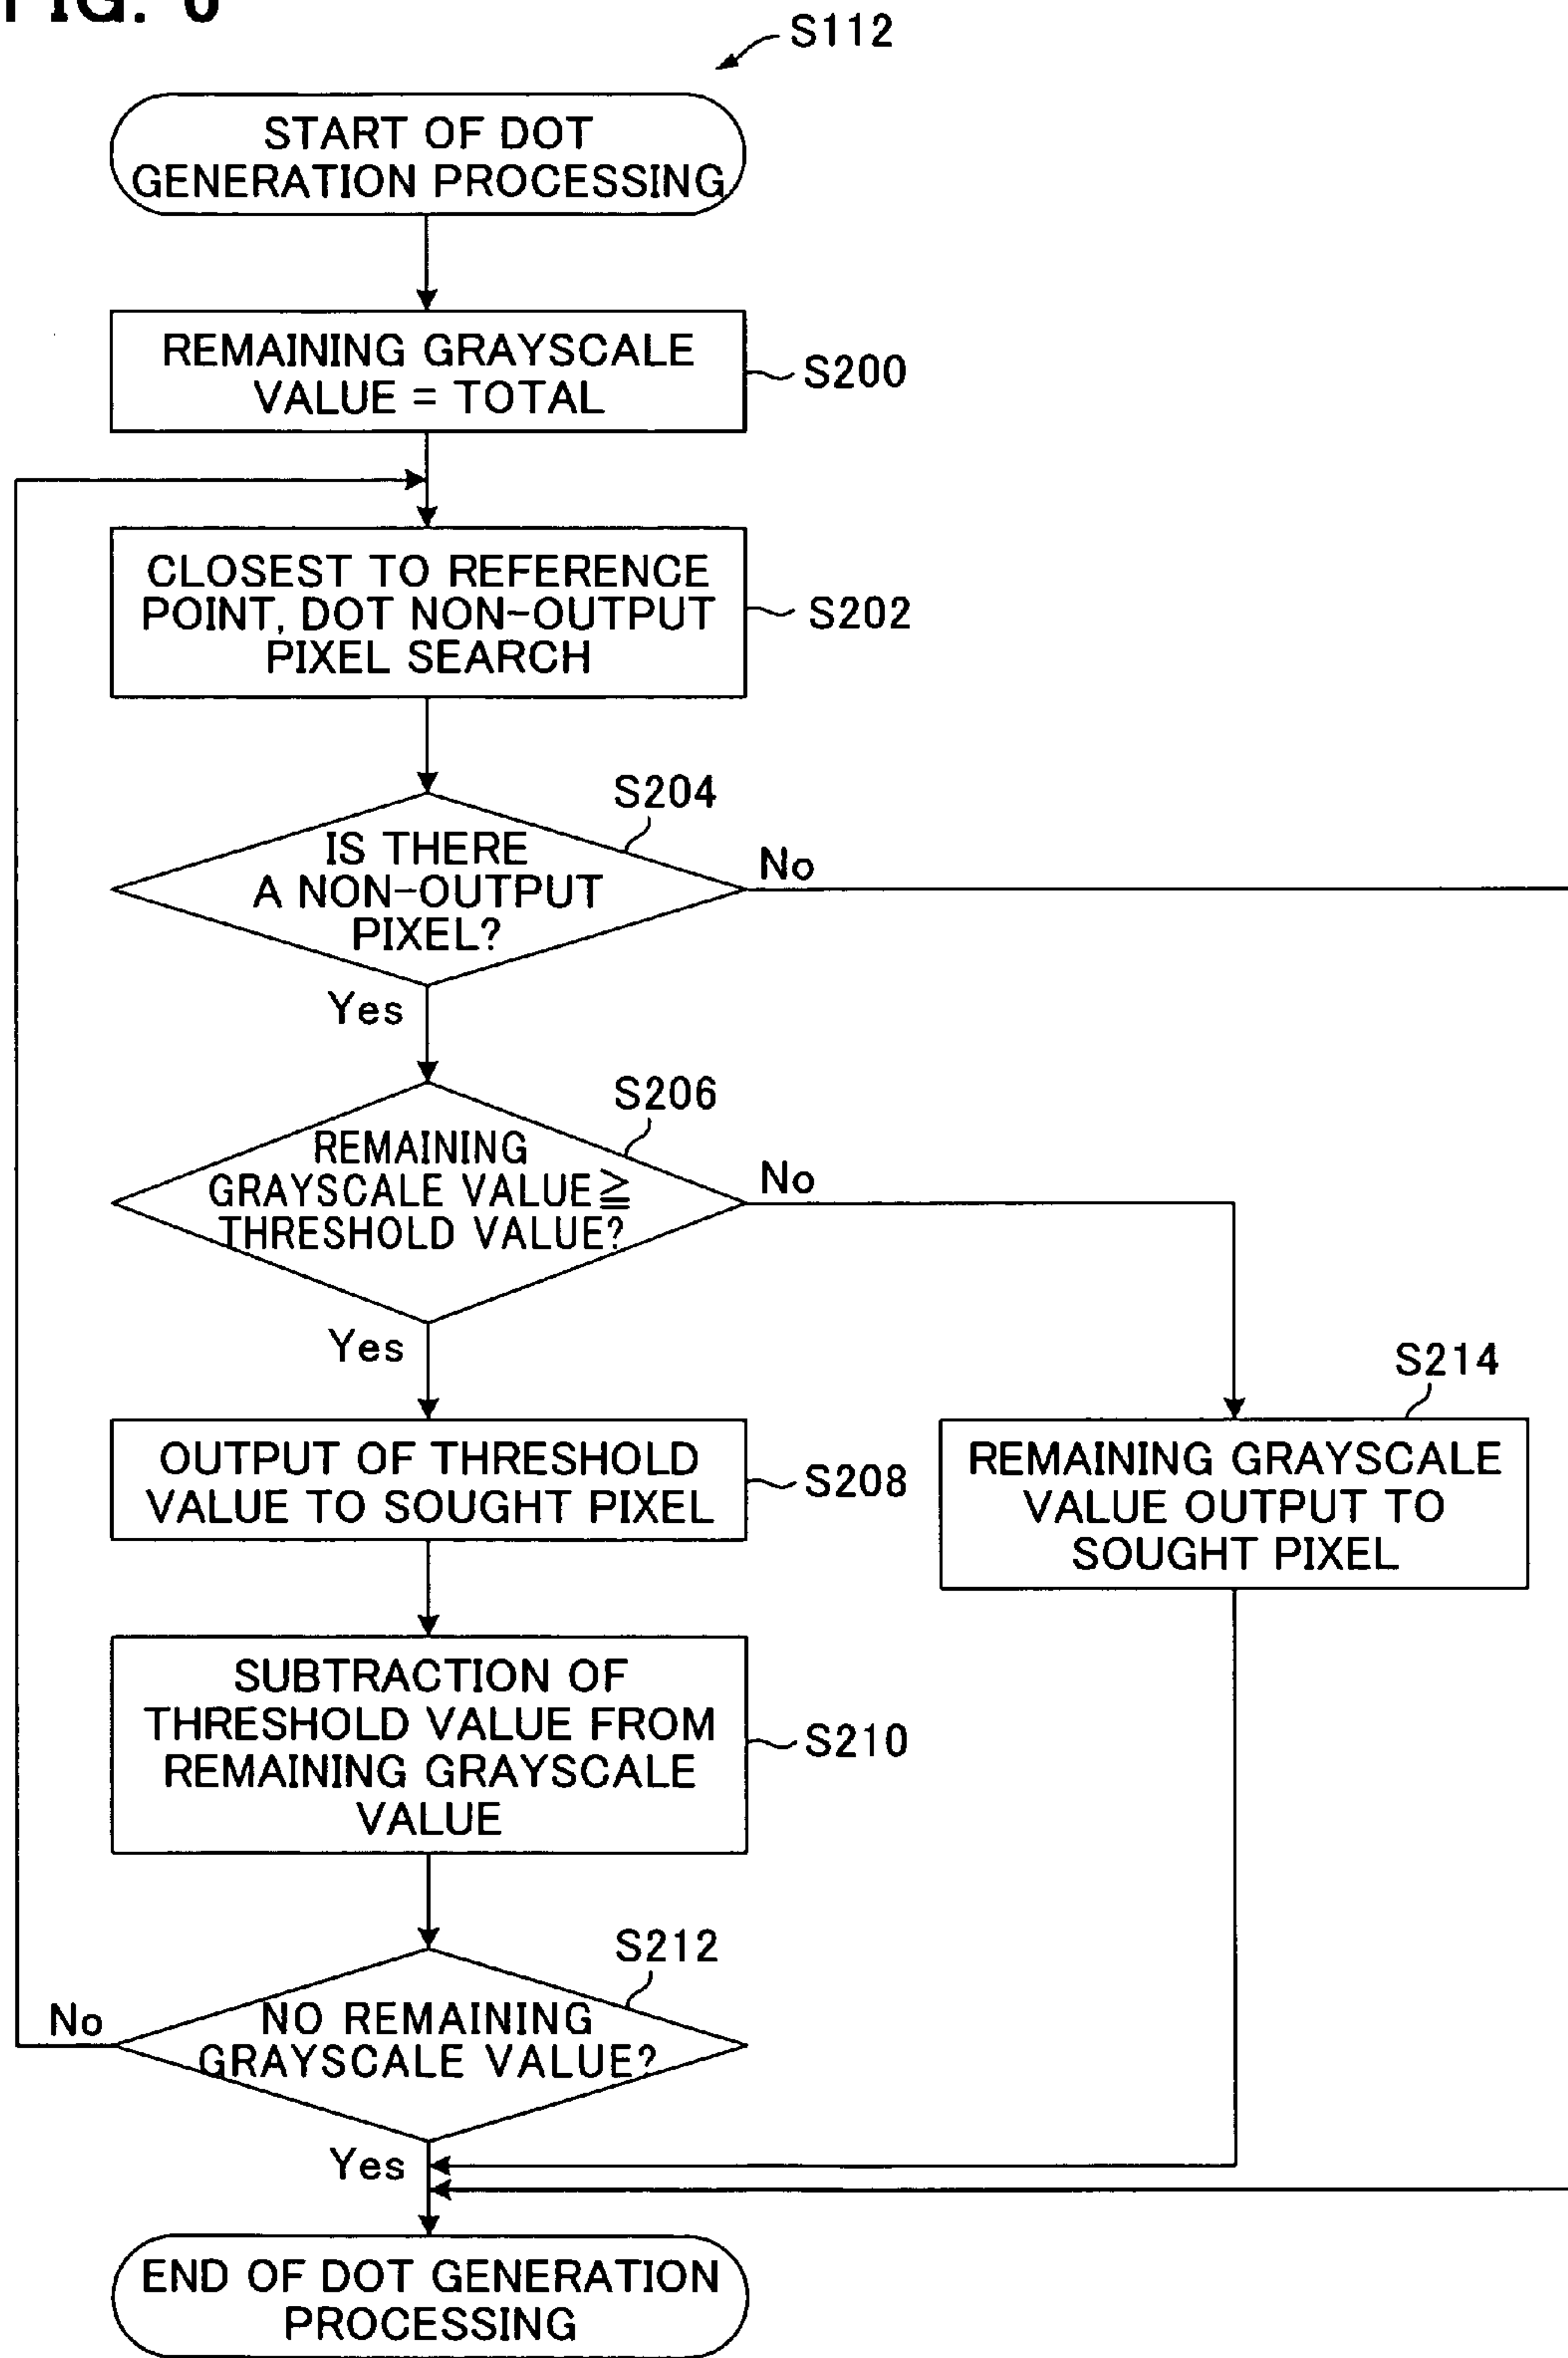 FIG. 6
S112
START OF DOT
GENERATION PROCESSING
REMAINING GRAYSCALE
VALUE = TOTAL
S200
CLOSEST TO REFERENCE
POINT, DOT NON-OUTPUT
PIXEL SEARCH
S202
S204
IS THERE
A NON-OUTPUT
PIXEL?
No
Yes
S206
REMAINING
GRAYSCALE VALUE≧
THRESHOLD VALUE?
No
Yes
OUTPUT OF THRESHOLD
VALUE TO SOUGHT PIXEL
S208
S214
REMAINING GRAYSCALE
VALUE OUTPUT TO
SOUGHT PIXEL
SUBTRACTION OF
THRESHOLD VALUE FROM
REMAINING GRAYSCALE
VALUE
S210
S212
NO REMAINING
GRAYSCALE VALUE?
No
Yes
END OF DOT GENERATION
PROCESSING